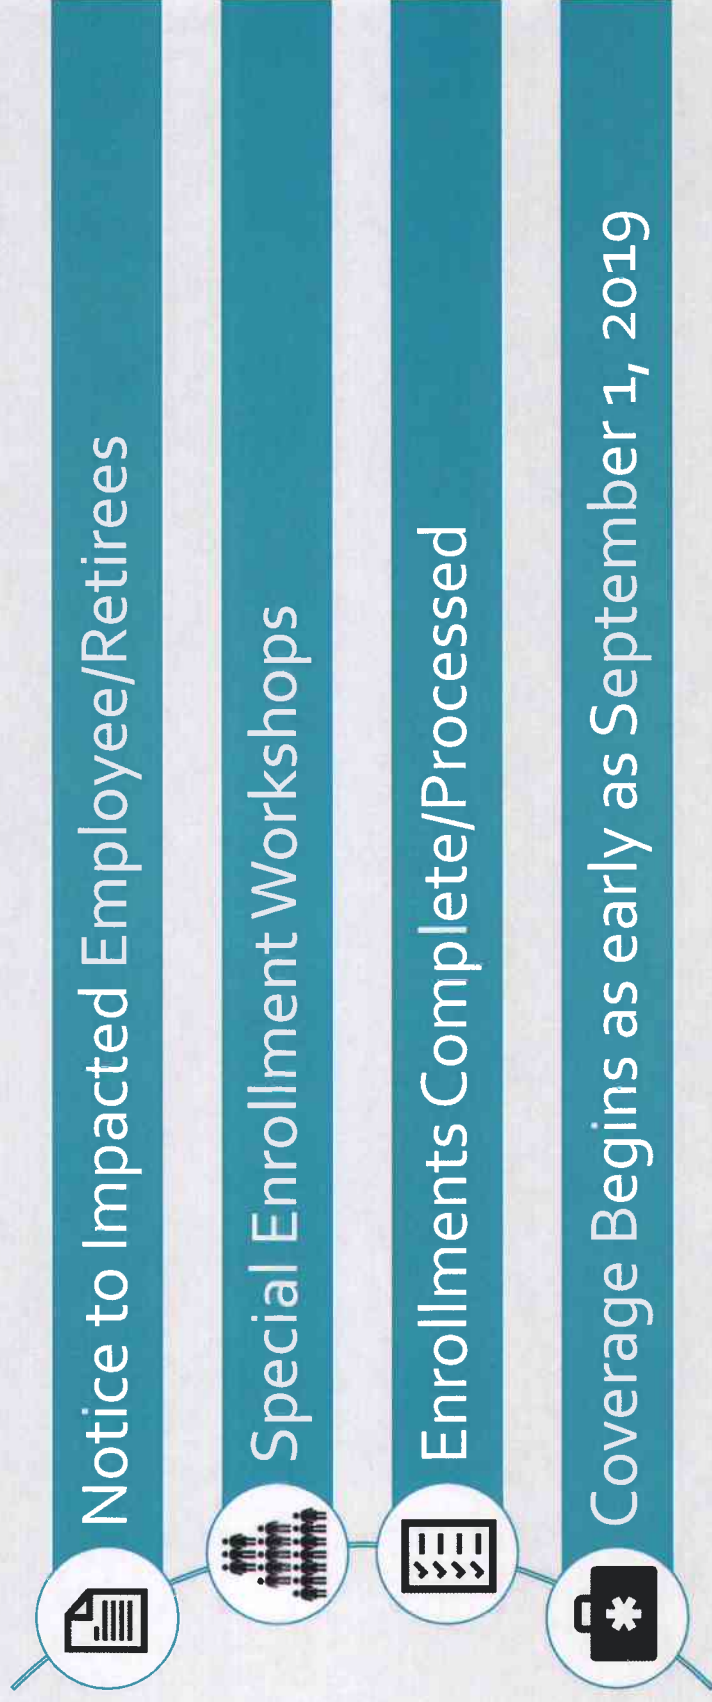 Notice to Impacted Employee/Retirees
Special Enrollment Workshops
Enrollments Complete/Processed
Coverage Begins as early as September 1, 2019